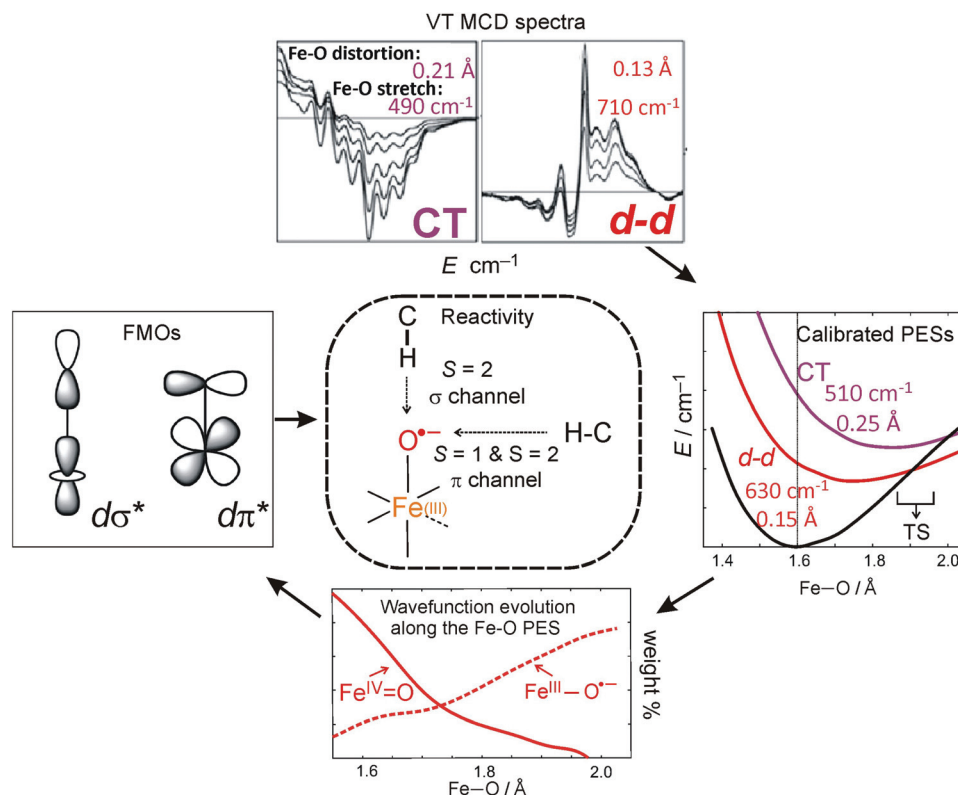 VT MCD spectra
Fe-O distortion:
0.21 Å
Fe-O stretch:
490 cm⁻¹
CT
0.13 Å
710 cm⁻¹
d-d
E cm⁻¹
FMOs
dσ*
dπ*
Reactivity
C
H
S = 2
σ channel
O•−
H-C
S = 1 & S = 2
π channel
Fe(III)
Calibrated PESs
CT
510 cm⁻¹
0.25 Å
d-d
630 cm⁻¹
0.15 Å
TS
E / cm⁻¹
1.4 1.6 1.8 2.0
Fe−O / Å
Wavefunction evolution
along the Fe-O PES
Feᴵⱽ=O
Feᴵᴵᴵ−O•−
weight %
1.6 1.8 2.0
Fe−O / Å